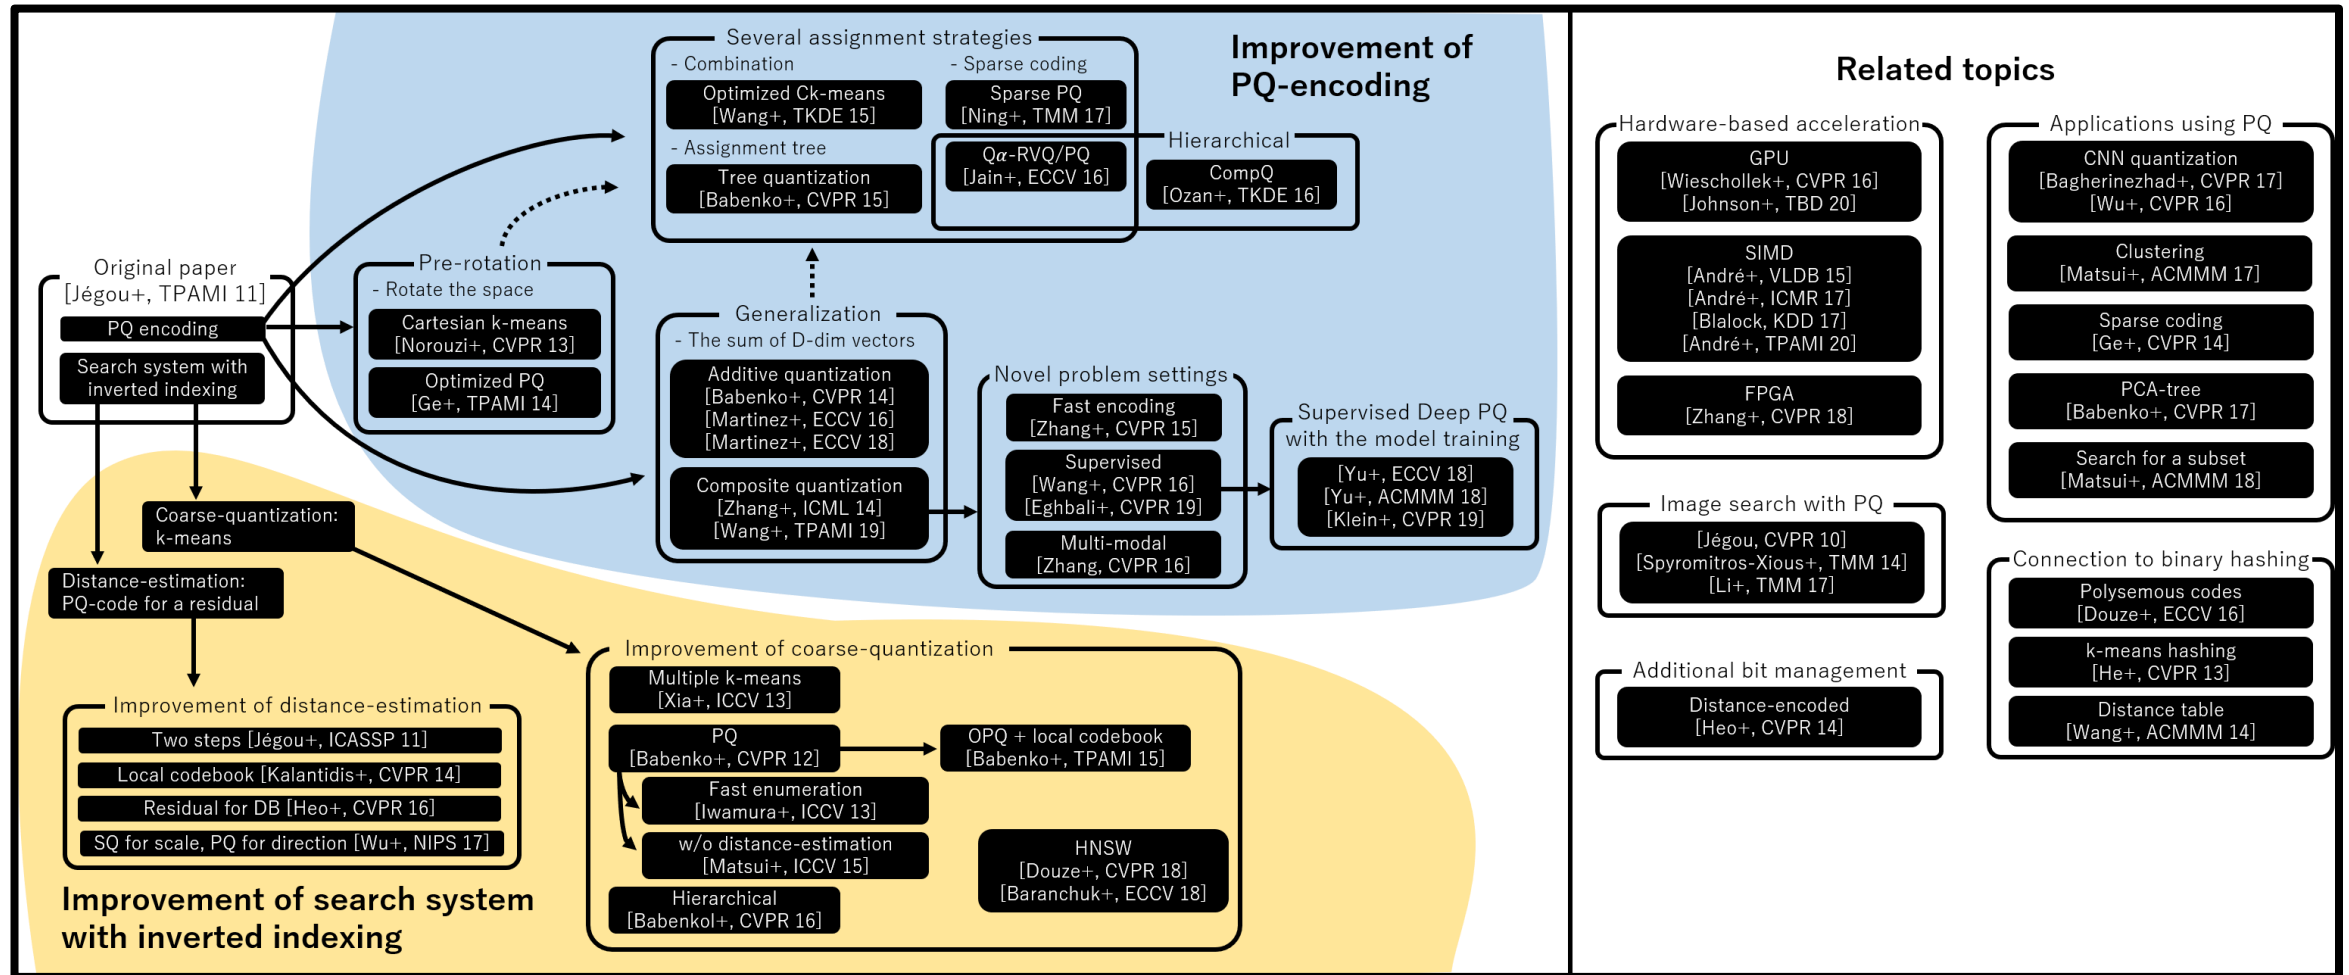 Improvement of
PQ-encoding
Several assignment strategies
- Combination
Optimized Ck-means
[Wang+, TKDE 15]
- Assignment tree
Tree quantization
[Babenko+, CVPR 15]
- Sparse coding
Sparse PQ
[Ning+, TMM 17]
Hierarchical
Qα-RVQ/PQ
[Jain+, ECCV 16]
CompQ
[Ozan+, TKDE 16]
Original paper
[Jégou+, TPAMI 11]
PQ encoding
Search system with
inverted indexing
Pre-rotation
- Rotate the space
Cartesian k-means
[Norouzi+, CVPR 13]
Optimized PQ
[Ge+, TPAMI 14]
Generalization
- The sum of D-dim vectors
Additive quantization
[Babenko+, CVPR 14]
[Martinez+, ECCV 16]
[Martinez+, ECCV 18]
Composite quantization
[Zhang+, ICML 14]
[Wang+, TPAMI 19]
Novel problem settings
Fast encoding
[Zhang+, CVPR 15]
Supervised
[Wang+, CVPR 16]
[Eghbali+, CVPR 19]
Multi-modal
[Zhang, CVPR 16]
Supervised Deep PQ
with the model training
[Yu+, ECCV 18]
[Yu+, ACMMM 18]
[Klein+, CVPR 19]
Coarse-quantization:
k-means
Distance-estimation:
PQ-code for a residual
Improvement of distance-estimation
Two steps [Jégou+, ICASSP 11]
Local codebook [Kalantidis+, CVPR 14]
Residual for DB [Heo+, CVPR 16]
SQ for scale, PQ for direction [Wu+, NIPS 17]
Improvement of search system
with inverted indexing
Improvement of coarse-quantization
Multiple k-means
[Xia+, ICCV 13]
PQ
[Babenko+, CVPR 12]
OPQ + local codebook
[Babenko+, TPAMI 15]
Fast enumeration
[Iwamura+, ICCV 13]
w/o distance-estimation
[Matsui+, ICCV 15]
Hierarchical
[Babenkol+, CVPR 16]
HNSW
[Douze+, CVPR 18]
[Baranchuk+, ECCV 18]
Related topics
Hardware-based acceleration
GPU
[Wieschollek+, CVPR 16]
[Johnson+, TBD 20]
SIMD
[André+, VLDB 15]
[André+, ICMR 17]
[Blalock, KDD 17]
[André+, TPAMI 20]
FPGA
[Zhang+, CVPR 18]
Image search with PQ
[Jégou, CVPR 10]
[Spyromitros-Xious+, TMM 14]
[Li+, TMM 17]
Additional bit management
Distance-encoded
[Heo+, CVPR 14]
Applications using PQ
CNN quantization
[Bagherinezhad+, CVPR 17]
[Wu+, CVPR 16]
Clustering
[Matsui+, ACMMM 17]
Sparse coding
[Ge+, CVPR 14]
PCA-tree
[Babenko+, CVPR 17]
Search for a subset
[Matsui+, ACMMM 18]
Connection to binary hashing
Polysemous codes
[Douze+, ECCV 16]
k-means hashing
[He+, CVPR 13]
Distance table
[Wang+, ACMMM 14]